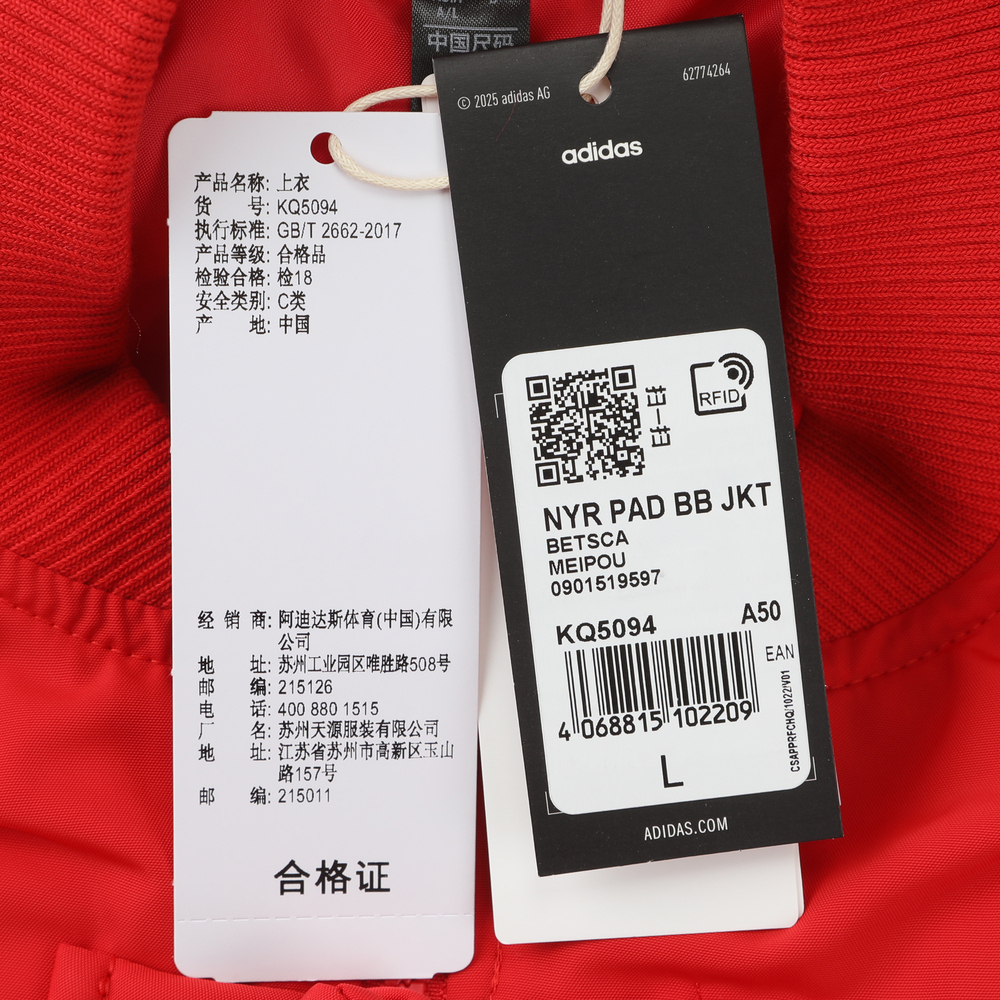 A/L
中国尺码
产品名称: 上衣
货 号: KQ5094
执行标准: GB/T 2662-2017
产品等级: 合格品
检验合格: 检18
安全类别: C类
产 地: 中国
经 销 商: 阿迪达斯体育(中国)有限
公司
地 址: 苏州工业园区唯胜路508号
邮 编: 215126
电 话: 400 880 1515
厂 名: 苏州天源服装有限公司
地 址: 江苏省苏州市高新区玉山
路157号
邮 编: 215011
合格证
© 2025 adidas AG
62774264
adidas
扫一扫
RFID
NYR PAD BB JKT
BETSCA
MEIPOU
0901519597
KQ5094 A50
EAN
4 068815 102209
CSAPPRFCHQ/1022/V01
L
ADIDAS.COM